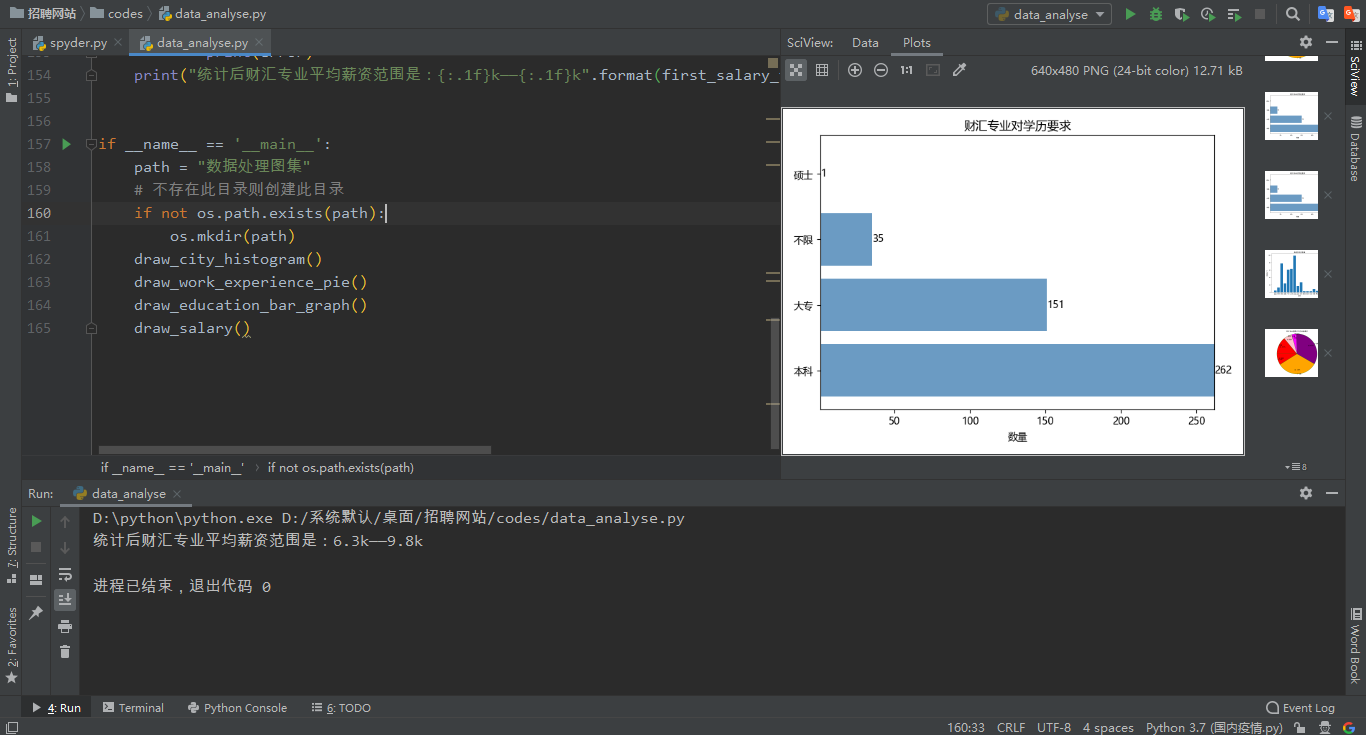 招聘网站 codes data_analyse.py data_analyse
1: Project
spyder.py data_analyse.py
SciView: Data Plots
154 print("统计后财汇专业平均薪资范围是：{:.1f}k——{:.1f}k".format(first_salary_
155
156
157 if __name__ == '__main__':
158 path = "数据处理图集"
159 # 不存在此目录则创建此目录
160 if not os.path.exists(path):
161 os.mkdir(path)
162 draw_city_histogram()
163 draw_work_experience_pie()
164 draw_education_bar_graph()
165 draw_salary()
if __name__ == '__main__' › if not os.path.exists(path)
1:1 640x480 PNG (24-bit color) 12.71 kB
财汇专业对学历要求
硕士 1
不限 35
大专 151
本科 262
50 100 150 200 250
数量
8
SciView
Database
Word Book
Run: data_analyse
7: Structure
2: Favorites
D:\python\python.exe D:/系统默认/桌面/招聘网站/codes/data_analyse.py
统计后财汇专业平均薪资范围是：6.3k——9.8k
进程已结束，退出代码 0
4: Run Terminal Python Console 6: TODO Event Log
160:33 CRLF UTF-8 4 spaces Python 3.7 (国内疫情.py)